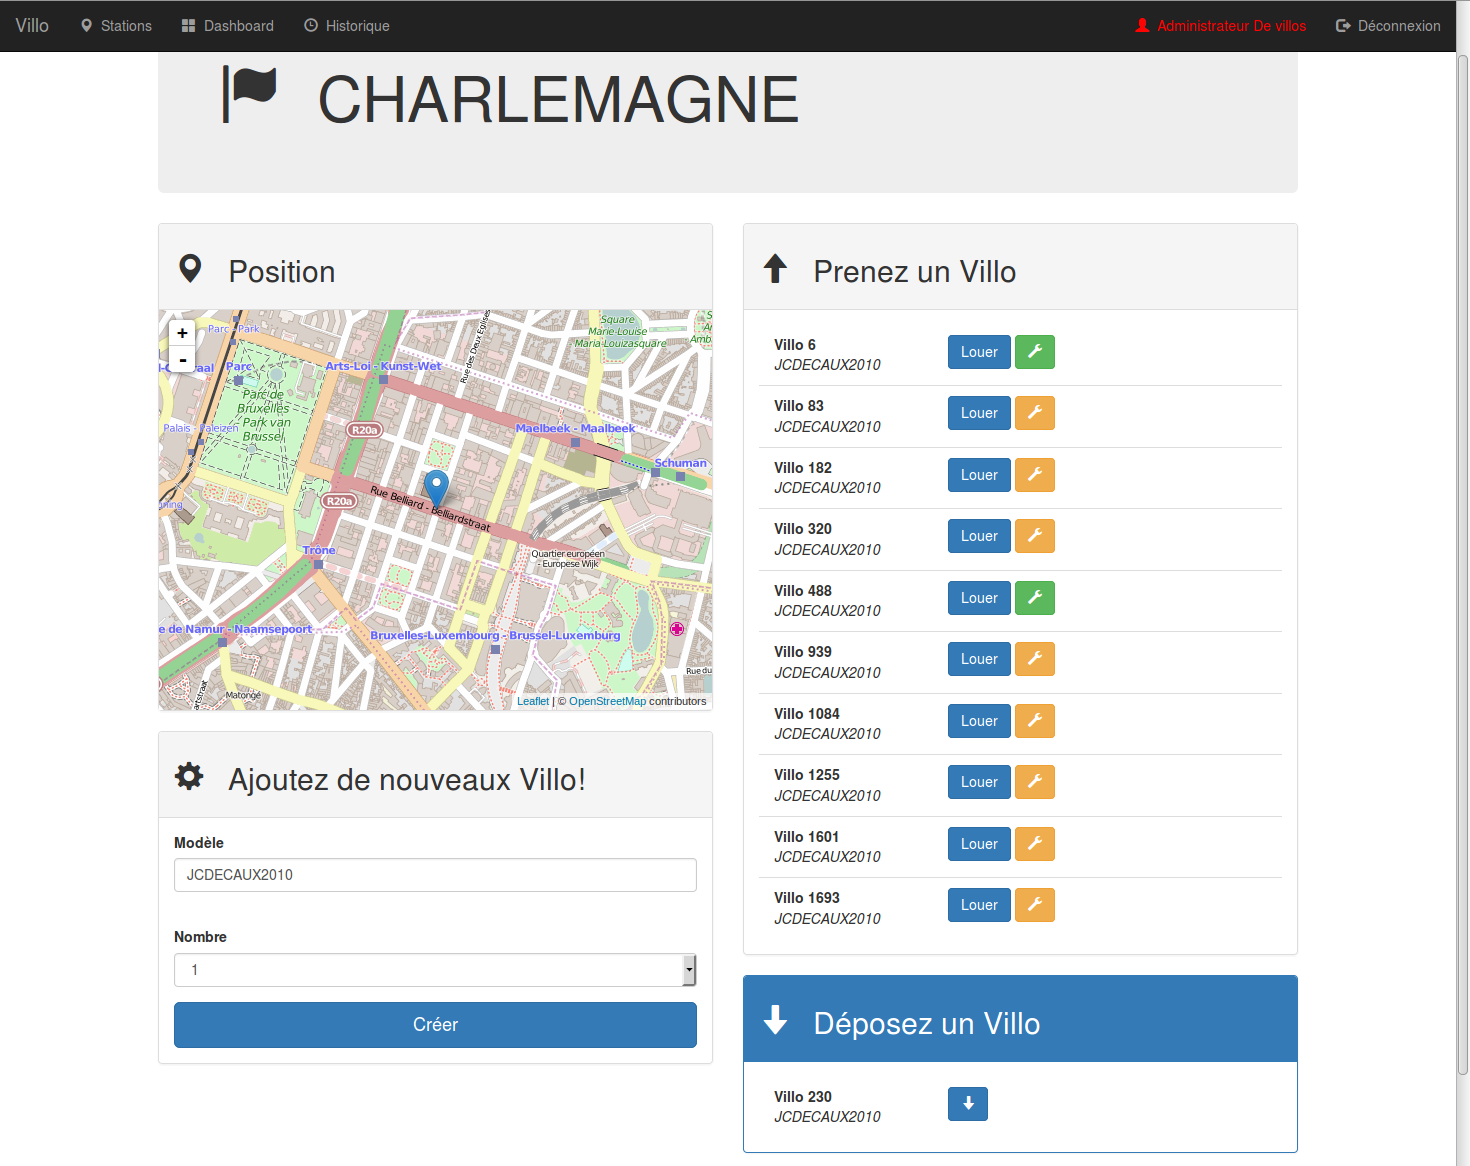 Villo
Stations
Dashboard
Historique
Administrateur De villos
Déconnexion
CHARLEMAGNE
Position
+
-
Parc - Park
Parc
Parc de
Bruxelles
Park van
Brusse
Palais - Paleizen
Arts-Loi - Kunst-Wet
Rue des Deux Églises
Square
Marie-Louise
Maria-Louizasquare
R20a
Maelbeek - Maalbeek
Schuman
R20a
Rue Belliard - Belliardstraat
Trône
Quartier européen
- Europese Wijk
e de Namur - Naamsepoort
Bruxelles-Luxembourg - Brussel-Luxemburg
Matongé
Rue du
Leaflet | © OpenStreetMap contributors
Ajoutez de nouveaux Villo!
Modèle
JCDECAUX2010
Nombre
1
Créer
Prenez un Villo
Villo 6
JCDECAUX2010
Louer
Villo 83
JCDECAUX2010
Louer
Villo 182
JCDECAUX2010
Louer
Villo 320
JCDECAUX2010
Louer
Villo 488
JCDECAUX2010
Louer
Villo 939
JCDECAUX2010
Louer
Villo 1084
JCDECAUX2010
Louer
Villo 1255
JCDECAUX2010
Louer
Villo 1601
JCDECAUX2010
Louer
Villo 1693
JCDECAUX2010
Louer
Déposez un Villo
Villo 230
JCDECAUX2010